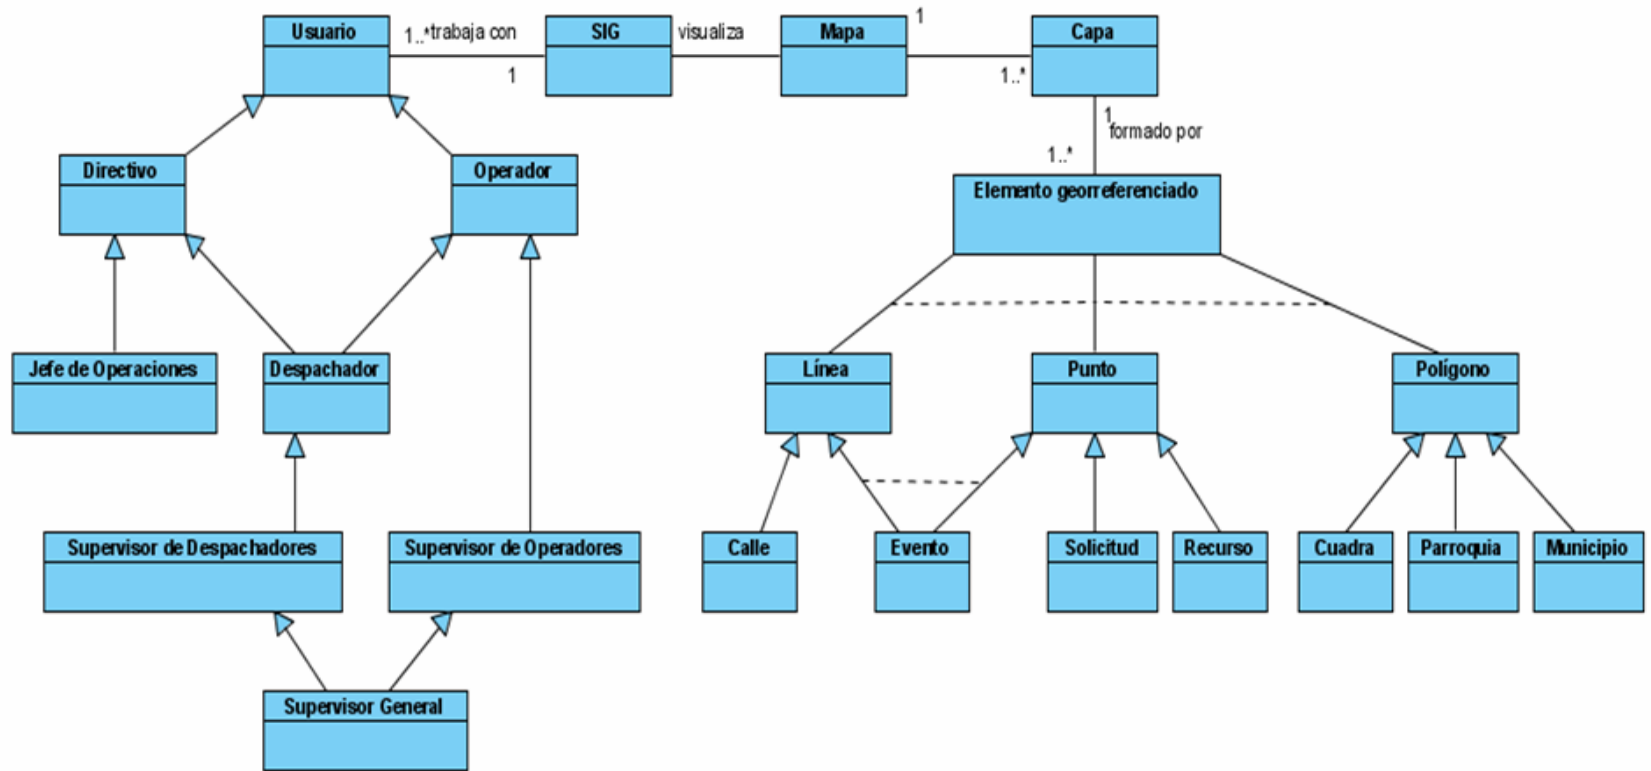 Usuario
1..*
trabaja con
1
SIG
visualiza
Mapa
1
1..*
Capa
1
formado por
1..*
Elemento georreferenciado
Directivo
Operador
Jefe de Operaciones
Despachador
Línea
Punto
Polígono
Supervisor de Despachadores
Supervisor de Operadores
Calle
Evento
Solicitud
Recurso
Cuadra
Parroquia
Municipio
Supervisor General